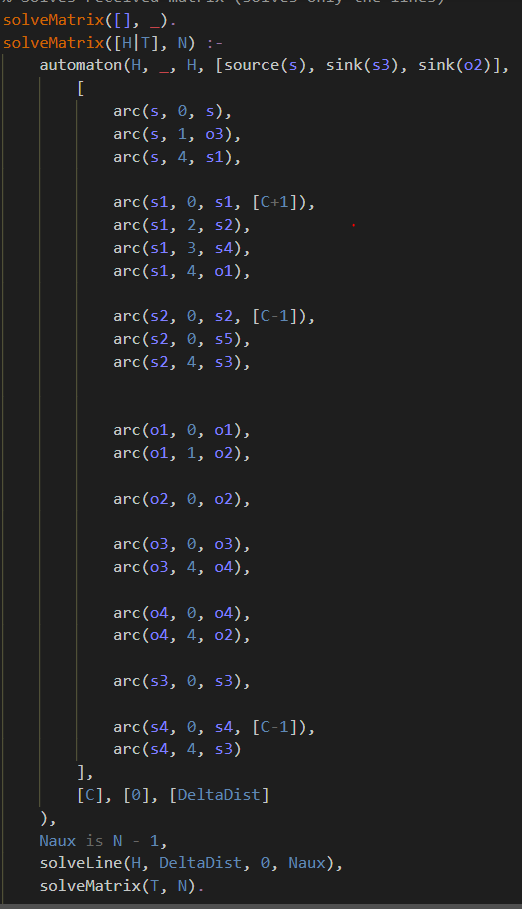 % Solves received matrix (solves only the lines)
solveMatrix([], _).
solveMatrix([H|T], N) :-
automaton(H, _, H, [source(s), sink(s3), sink(o2)],
[
arc(s, 0, s),
arc(s, 1, o3),
arc(s, 4, s1),
arc(s1, 0, s1, [C+1]),
arc(s1, 2, s2),
arc(s1, 3, s4),
arc(s1, 4, o1),
arc(s2, 0, s2, [C-1]),
arc(s2, 0, s5),
arc(s2, 4, s3),
arc(o1, 0, o1),
arc(o1, 1, o2),
arc(o2, 0, o2),
arc(o3, 0, o3),
arc(o3, 4, o4),
arc(o4, 0, o4),
arc(o4, 4, o2),
arc(s3, 0, s3),
arc(s4, 0, s4, [C-1]),
arc(s4, 4, s3)
],
[C], [0], [DeltaDist]
),
Naux is N - 1,
solveLine(H, DeltaDist, 0, Naux),
solveMatrix(T, N).